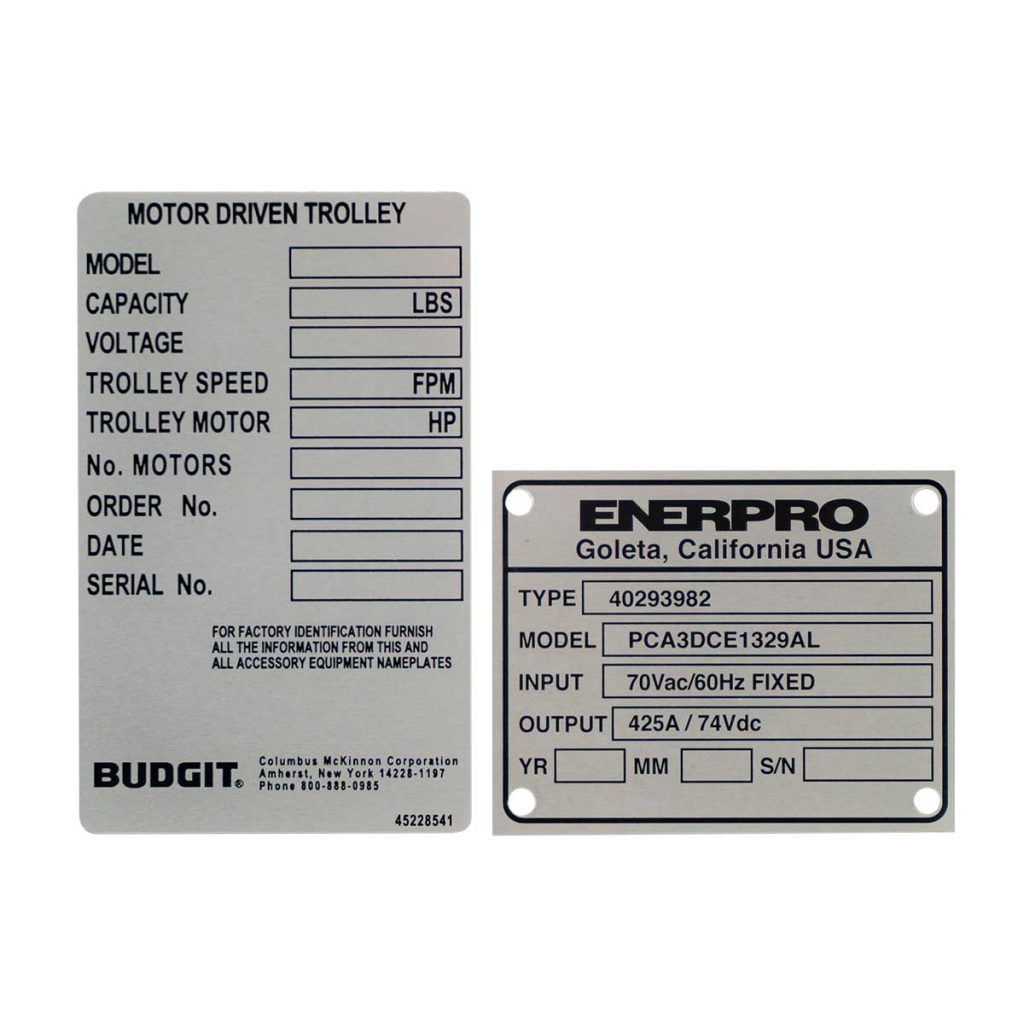 MOTOR DRIVEN TROLLEY
MODEL
CAPACITY LBS
VOLTAGE
TROLLEY SPEED FPM
TROLLEY MOTOR HP
No. MOTORS
ORDER No.
DATE
SERIAL No.
FOR FACTORY IDENTIFICATION FURNISH
ALL THE INFORMATION FROM THIS AND
ALL ACCESSORY EQUIPMENT NAMEPLATES
BUDGIT®
Columbus McKinnon Corporation
Amherst, New York 14228-1197
Phone 800-888-0985
45228541
ENERPRO
Goleta, California USA
TYPE 40293982
MODEL PCA3DCE1329AL
INPUT 70Vac/60Hz FIXED
OUTPUT 425A / 74Vdc
YR MM S/N